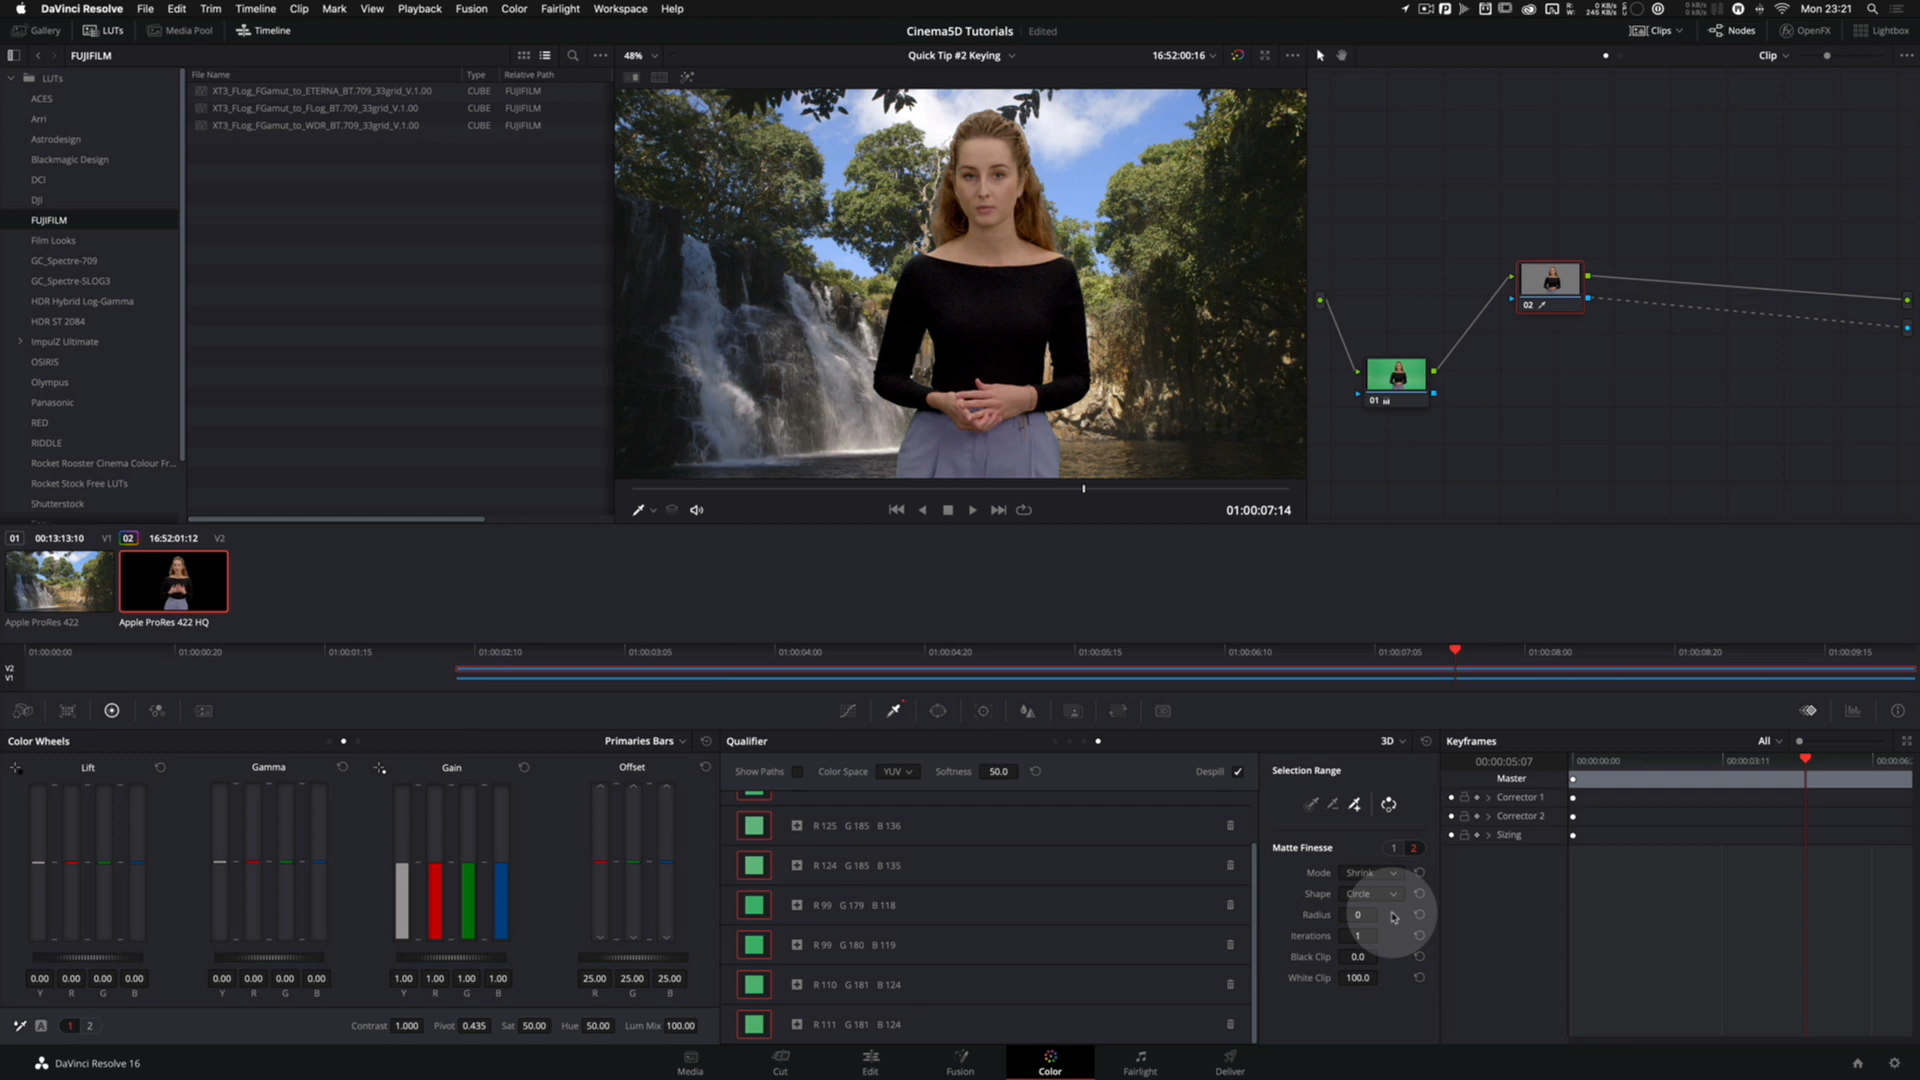 DaVinci Resolve File Edit Trim Timeline Clip Mark View Playback Fusion Color Fairlight Workspace Help
Mon 23:21
Gallery LUTs Media Pool Timeline
Cinema5D Tutorials Edited
Clips Nodes OpenFX Lightbox
FUJIFILM
48%
Quick Tip #2 Keying
16:52:00:16
Clip
LUTs
ACES
Arri
Astrodesign
Blackmagic Design
DCI
DJI
FUJIFILM
Film Looks
GC_Spectre-709
GC_Spectre-SLOG3
HDR Hybrid Log-Gamma
HDR ST 2084
ImpulZ Ultimate
OSIRIS
Olympus
Panasonic
RED
RIDDLE
Rocket Rooster Cinema Colour Fr...
Rocket Stock Free LUTs
Shutterstock
File Name Type Relative Path
XT3_FLog_FGamut_to_ETERNA_BT.709_33grid_V.1.00 CUBE FUJIFILM
XT3_FLog_FGamut_to_FLog_BT.709_33grid_V.1.00 CUBE FUJIFILM
XT3_FLog_FGamut_to_WDR_BT.709_33grid_V.1.00 CUBE FUJIFILM
01:00:07:14
02
01
01 00:13:13:10 V1 02 16:52:01:12 V2
Apple ProRes 422
Apple ProRes 422 HQ
01:00:00:00 01:00:00:20 01:00:01:15 01:00:02:10 01:00:03:05 01:00:04:00 01:00:04:20 01:00:05:15 01:00:06:10 01:00:07:05 01:00:08:00 01:00:08:20 01:00:09:15
V2
V1
Color Wheels
Primaries Bars
Lift Gamma Gain Offset
0.00 0.00 0.00 0.00 0.00 0.00 0.00 0.00 1.00 1.00 1.00 1.00 25.00 25.00 25.00
Y R G B Y R G B Y R G B R G B
A 1 2
Contrast 1.000 Pivot 0.435 Sat 50.00 Hue 50.00 Lum Mix 100.00
Qualifier
3D
Show Paths Color Space YUV Softness 50.0 Despill
R 125 G 185 B 136
R 124 G 185 B 135
R 99 G 179 B 118
R 99 G 180 B 119
R 110 G 181 B 124
R 111 G 181 B 124
Selection Range
Matte Finesse 1 2
Mode Shrink
Shape Circle
Radius 0
Iterations 1
Black Clip 0.0
White Clip 100.0
Keyframes
All
00:00:05:07
00:00:00:00 00:00:03:11
Master
Corrector 1
Corrector 2
Sizing
DaVinci Resolve 16
Media Cut Edit Fusion Color Fairlight Deliver